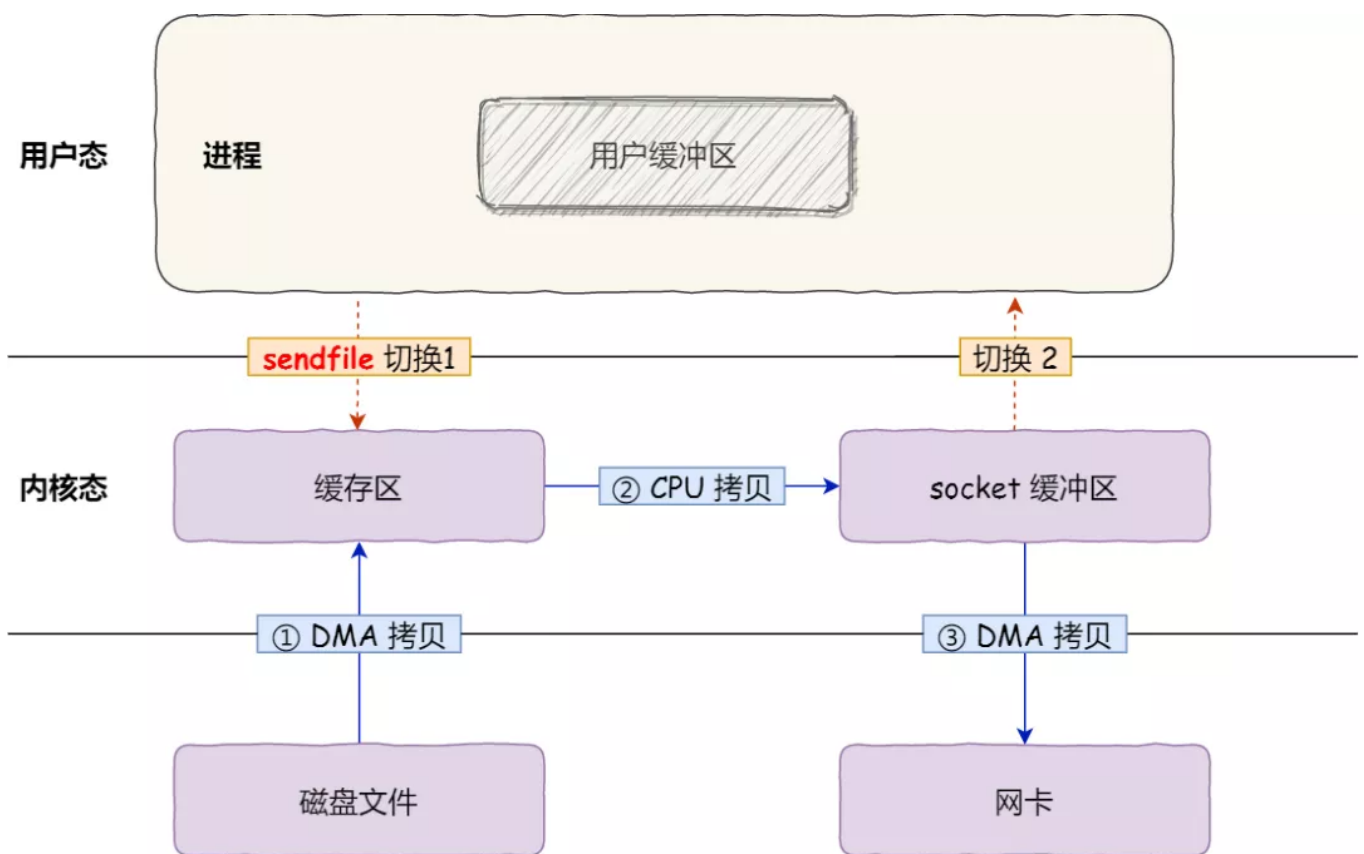 用户态
进程
用户缓冲区
sendfile 切换1
切换 2
内核态
缓存区
② CPU 拷贝
socket 缓冲区
① DMA 拷贝
③ DMA 拷贝
磁盘文件
网卡